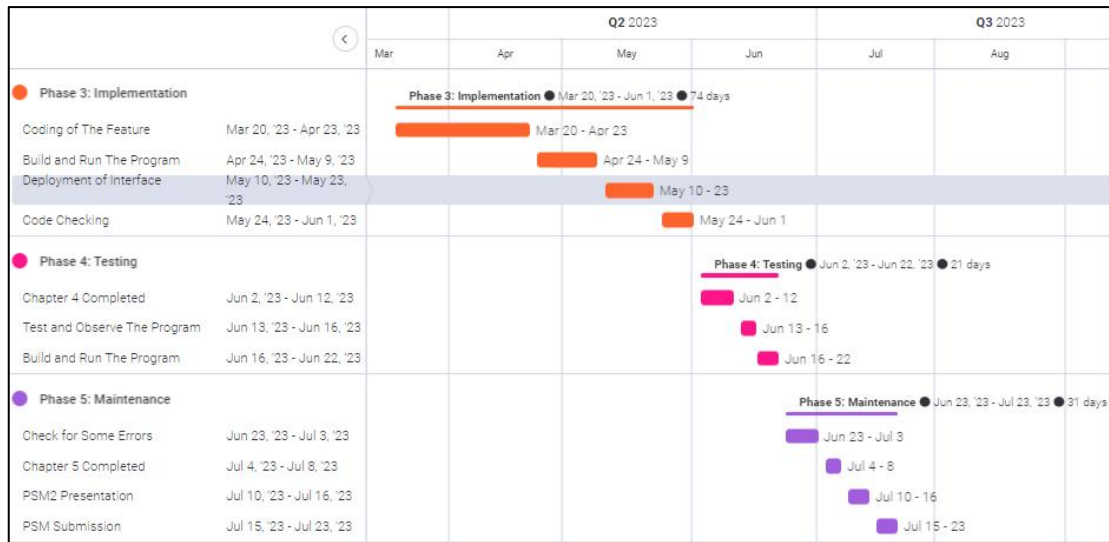 Q2 2023 Q3 2023
Mar Apr May Jun Jul Aug
Phase 3: Implementation Phase 3: Implementation ● Mar 20, '23 - Jun 1, '23 ● 74 days
Coding of The Feature Mar 20, '23 - Apr 23, '23 Mar 20 - Apr 23
Build and Run The Program Apr 24, '23 - May 9, '23 Apr 24 - May 9
Deployment of Interface May 10, '23 - May 23, '23 May 10 - 23
Code Checking May 24, '23 - Jun 1, '23 May 24 - Jun 1
Phase 4: Testing Phase 4: Testing ● Jun 2, '23 - Jun 22, '23 ● 21 days
Chapter 4 Completed Jun 2, '23 - Jun 12, '23 Jun 2 - 12
Test and Observe The Program Jun 13, '23 - Jun 16, '23 Jun 13 - 16
Build and Run The Program Jun 16, '23 - Jun 22, '23 Jun 16 - 22
Phase 5: Maintenance Phase 5: Maintenance ● Jun 23, '23 - Jul 23, '23 ● 31 days
Check for Some Errors Jun 23, '23 - Jul 3, '23 Jun 23 - Jul 3
Chapter 5 Completed Jul 4, '23 - Jul 8, '23 Jul 4 - 8
PSM2 Presentation Jul 10, '23 - Jul 16, '23 Jul 10 - 16
PSM Submission Jul 15, '23 - Jul 23, '23 Jul 15 - 23